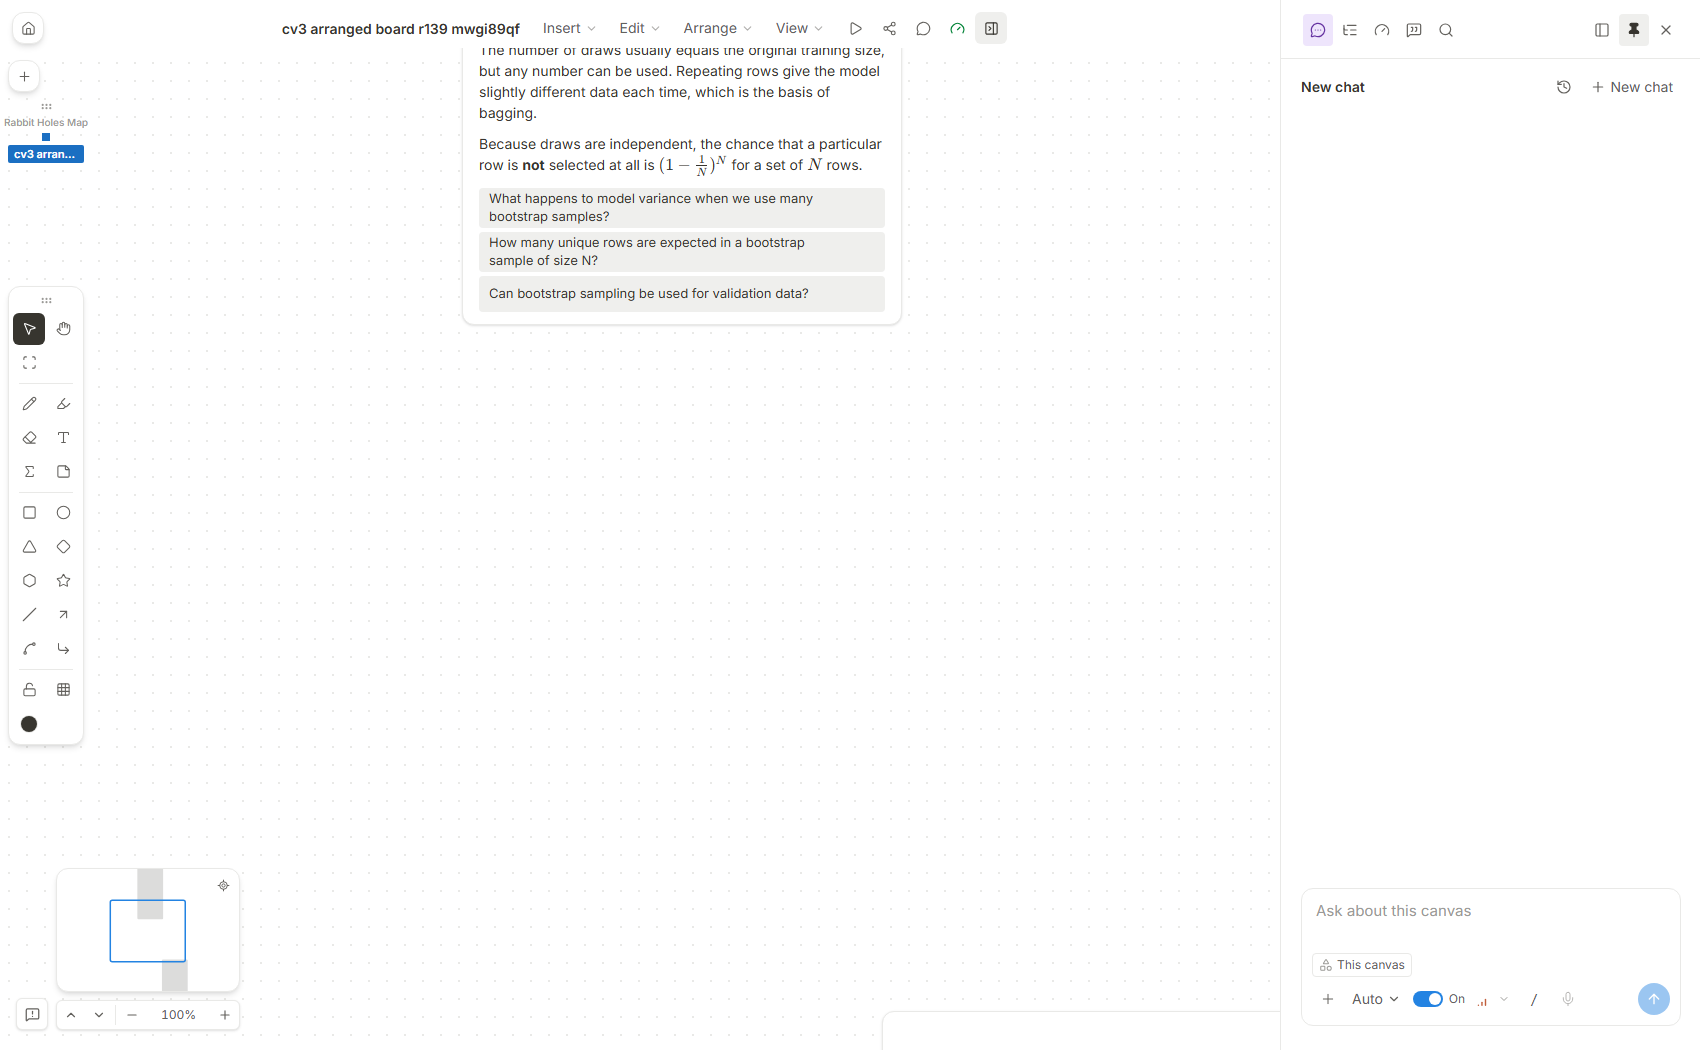 cv3 arranged board r139 mwgi89qf
Insert
Edit
Arrange
View
Rabbit Holes Map
cv3 arran...
The number of draws usually equals the original training size,
but any number can be used. Repeating rows give the model
slightly different data each time, which is the basis of
bagging.
Because draws are independent, the chance that a particular
row is not selected at all is (1 − 1/N)^N for a set of N rows.
What happens to model variance when we use many
bootstrap samples?
How many unique rows are expected in a bootstrap
sample of size N?
Can bootstrap sampling be used for validation data?
100%
New chat
New chat
Ask about this canvas
This canvas
Auto
On
/